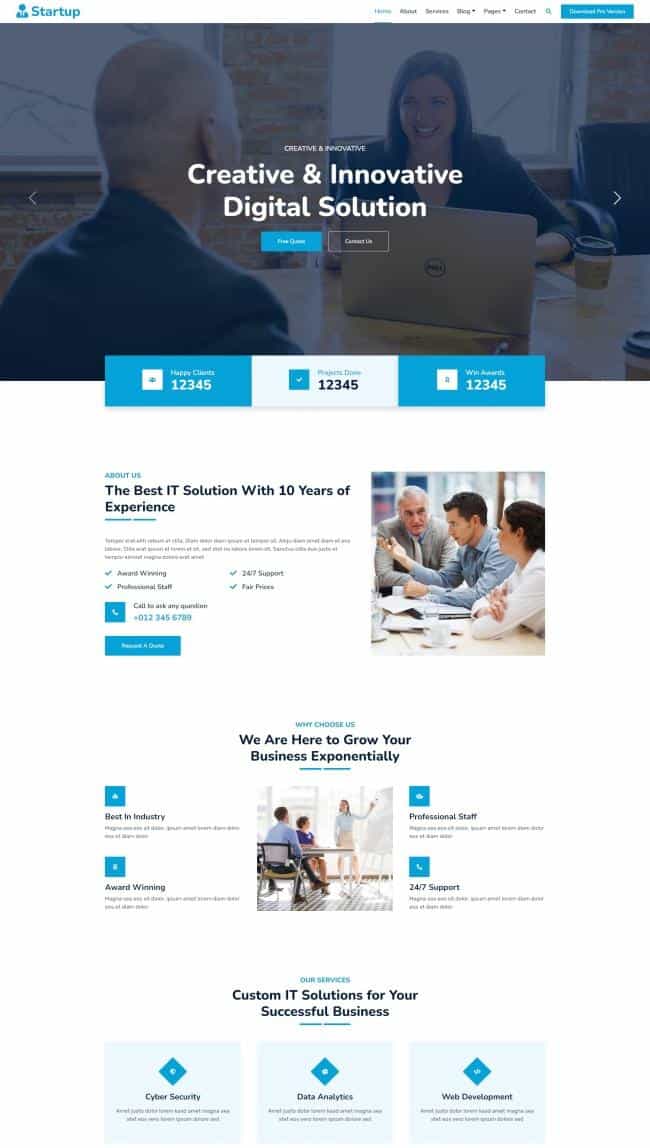 Startup
Home About Services Blog Pages Contact
Download Pro Version
CREATIVE & INNOVATIVE
Creative & Innovative
Digital Solution
Free Quote
Contact Us
DELL
Happy Clients
12345
Projects Done
12345
Win Awards
12345
ABOUT US
The Best IT Solution With 10 Years of
Experience
Tempor erat elitr rebum at clita. Diam dolor diam ipsum et tempor sit. Aliqu diam amet diam et eos
labore. Clita erat ipsum et lorem et sit, sed stet no labore lorem sit. Sanctus clita duo justo et
tempor eirmod magna dolore erat amet
Award Winning
24/7 Support
Professional Staff
Fair Prices
Call to ask any question
+012 345 6789
Request A Quote
WHY CHOOSE US
We Are Here to Grow Your
Business Exponentially
Best In Industry
Magna sea eos sit dolor, ipsum amet lorem diam dolor
eos et diam dolor
Award Winning
Magna sea eos sit dolor, ipsum amet lorem diam dolor
eos et diam dolor
Professional Staff
Magna sea eos sit dolor, ipsum amet lorem diam dolor
eos et diam dolor
24/7 Support
Magna sea eos sit dolor, ipsum amet lorem diam dolor
eos et diam dolor
OUR SERVICES
Custom IT Solutions for Your
Successful Business
Cyber Security
Amet justo dolor lorem kasd amet magna sea
stet eos vero lorem ipsum dolore sed
Data Analytics
Amet justo dolor lorem kasd amet magna sea
stet eos vero lorem ipsum dolore sed
Web Development
Amet justo dolor lorem kasd amet magna sea
stet eos vero lorem ipsum dolore sed